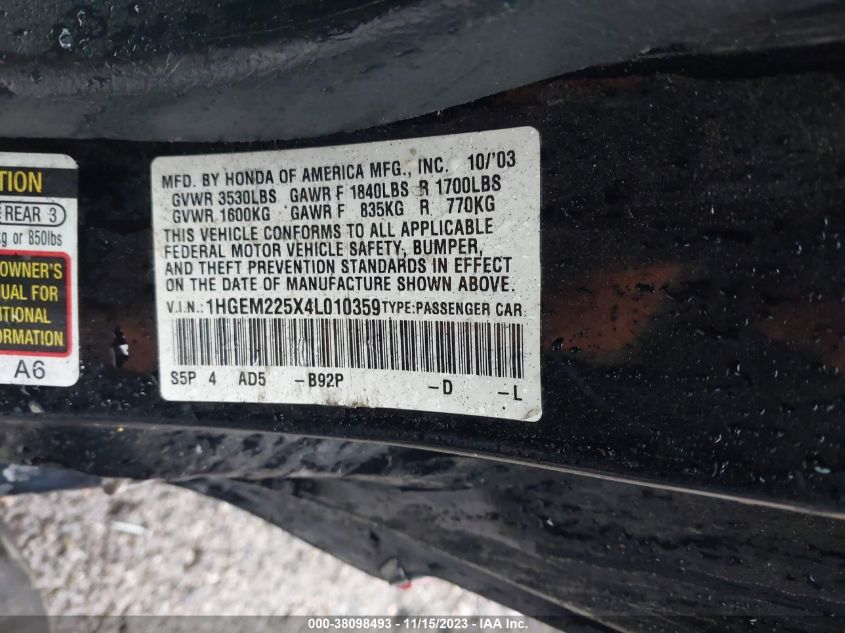 TION
REAR 3
kg or 850lbs
OWNER'S
UAL FOR
ITIONAL
ORMATION
A6
MFD. BY HONDA OF AMERICA MFG., INC. 10/'03
GVWR 3530LBS GAWR F 1840LBS R 1700LBS
GVWR 1600KG GAWR F 835KG R 770KG
THIS VEHICLE CONFORMS TO ALL APPLICABLE
FEDERAL MOTOR VEHICLE SAFETY, BUMPER,
AND THEFT PREVENTION STANDARDS IN EFFECT
ON THE DATE OF MANUFACTURE SHOWN ABOVE.
V.I.N.: 1HGEM225X4L010359 TYPE: PASSENGER CAR
S5P 4 AD5 -B92P -D -L
000-38098493 - 11/15/2023 - IAA Inc.